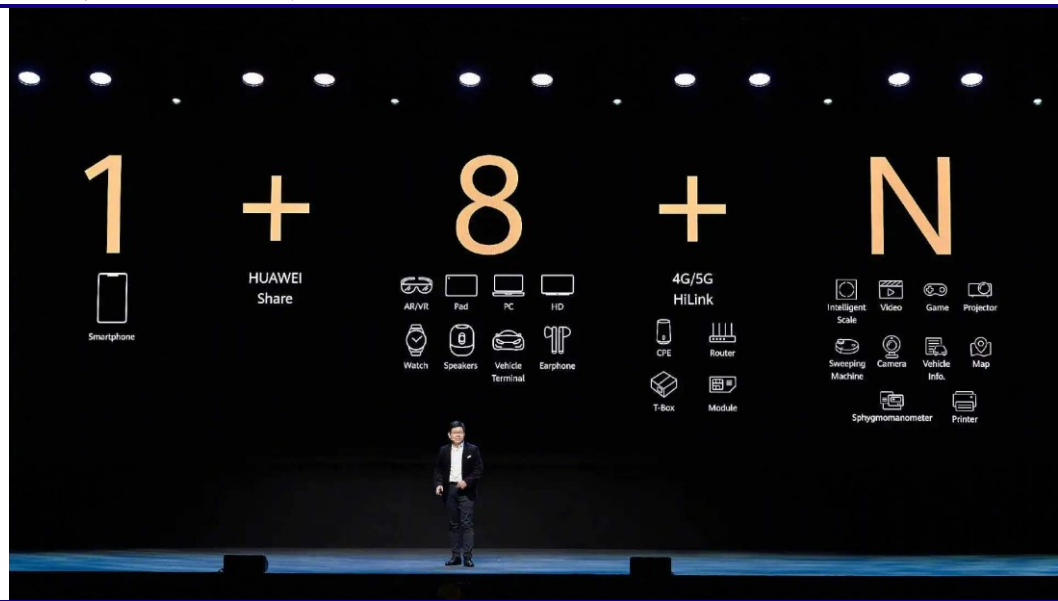 1 + 8 + N
HUAWEI
Share
4G/5G
HiLink
Smartphone
AR/VR Pad PC HD
Watch Speakers Vehicle
Terminal Earphone
CPE Router
T-Box Module
Intelligent
Scale Video Game Projector
Sweeping
Machine Camera Vehicle
Info. Map
Sphygmomanometer Printer